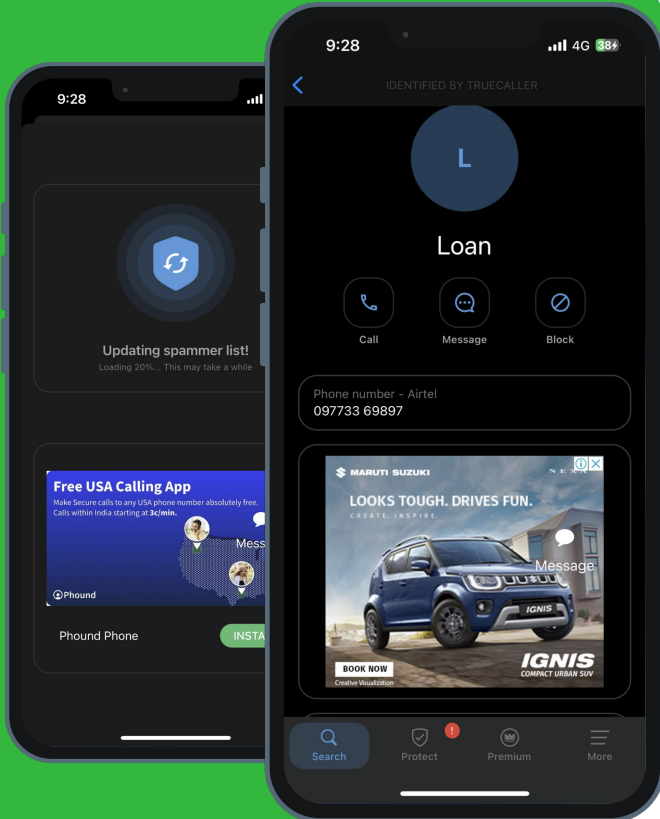 9:28
Updating spammer list!
Loading 20%... This may take a while
Free USA Calling App
Make Secure calls to any USA phone number absolutely free.
Calls within India starting at 3c/min.
Mess
Phound
Phound Phone
INSTA
9:28
4G 38
IDENTIFIED BY TRUECALLER
L
Loan
Call
Message
Block
Phone number - Airtel
097733 69897
MARUTI SUZUKI
NEXA
LOOKS TOUGH. DRIVES FUN.
CREATE. INSPIRE.
Message
IGNIS
BOOK NOW
Creative Visualization
IGNIS
COMPACT URBAN SUV
Search
Protect
!
Premium
More